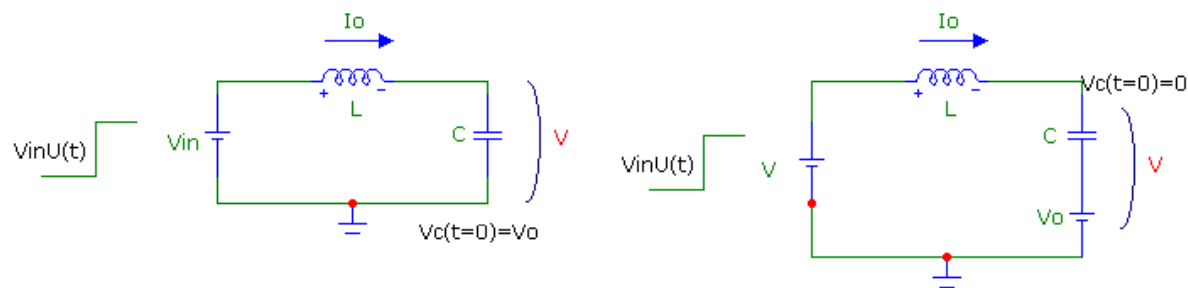 Io
+
-
L
VinU(t)
Vin
C
V
Vc(t=0)=Vo
Io
+
-
L
Vc(t=0)=0
VinU(t)
V
C
V
Vo